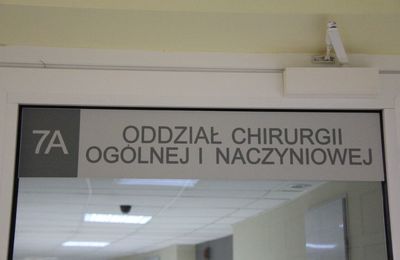 7A
ODDZIAŁ CHIRURGII
OGÓLNEJ I NACZYNIOWEJ